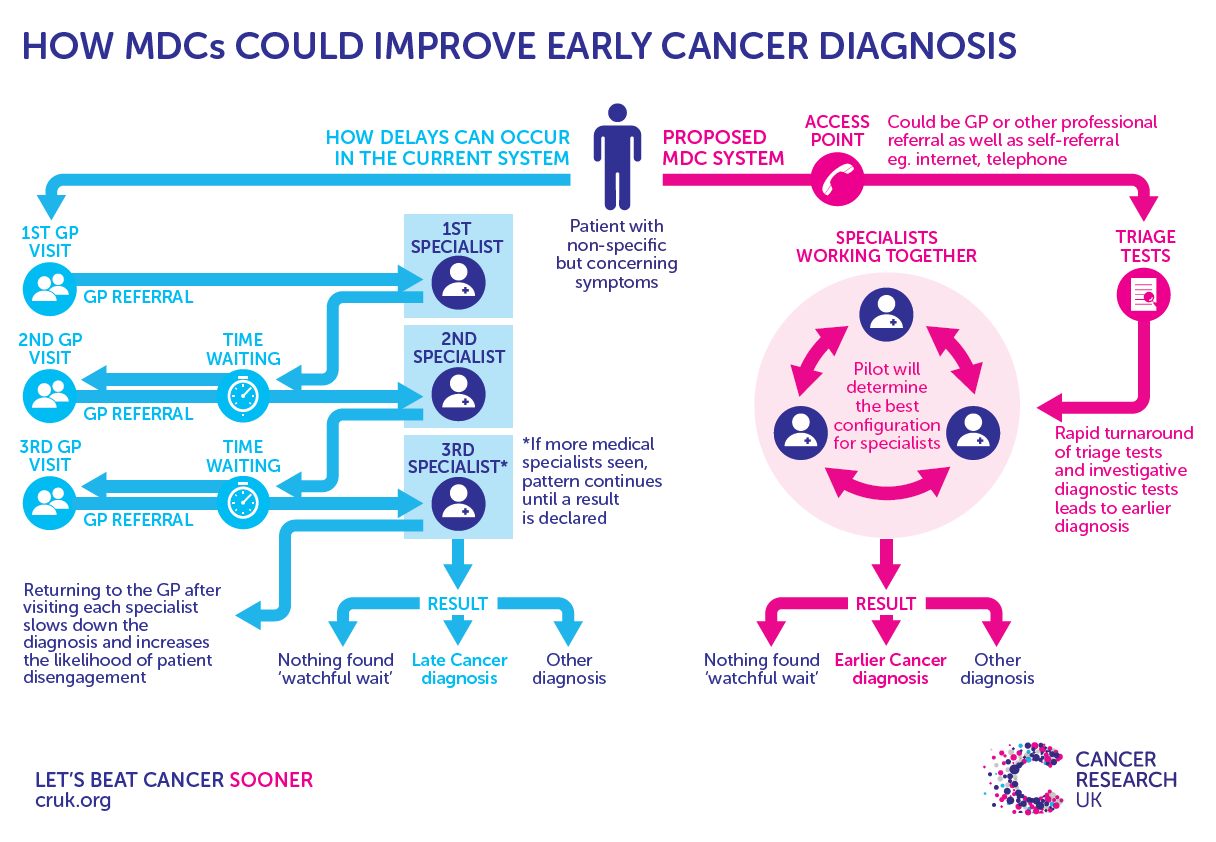 HOW MDCs COULD IMPROVE EARLY CANCER DIAGNOSIS
HOW DELAYS CAN OCCUR
IN THE CURRENT SYSTEM
PROPOSED
MDC SYSTEM
ACCESS
POINT
Could be GP or other professional
referral as well as self-referral
eg. internet, telephone
Patient with
non-specific
but concerning
symptoms
1ST GP
VISIT
GP REFERRAL
1ST
SPECIALIST
2ND GP
VISIT
GP REFERRAL
TIME
WAITING
2ND
SPECIALIST
3RD GP
VISIT
GP REFERRAL
TIME
WAITING
3RD
SPECIALIST*
*If more medical
specialists seen,
pattern continues
until a result
is declared
Returning to the GP after
visiting each specialist
slows down the
diagnosis and increases
the likelihood of patient
disengagement
RESULT
Nothing found
‘watchful wait’
Late Cancer
diagnosis
Other
diagnosis
SPECIALISTS
WORKING TOGETHER
Pilot will
determine
the best
configuration
for specialists
TRIAGE
TESTS
Rapid turnaround
of triage tests
and investigative
diagnostic tests
leads to earlier
diagnosis
RESULT
Nothing found
‘watchful wait’
Earlier Cancer
diagnosis
Other
diagnosis
LET’S BEAT CANCER SOONER
cruk.org
CANCER
RESEARCH
UK